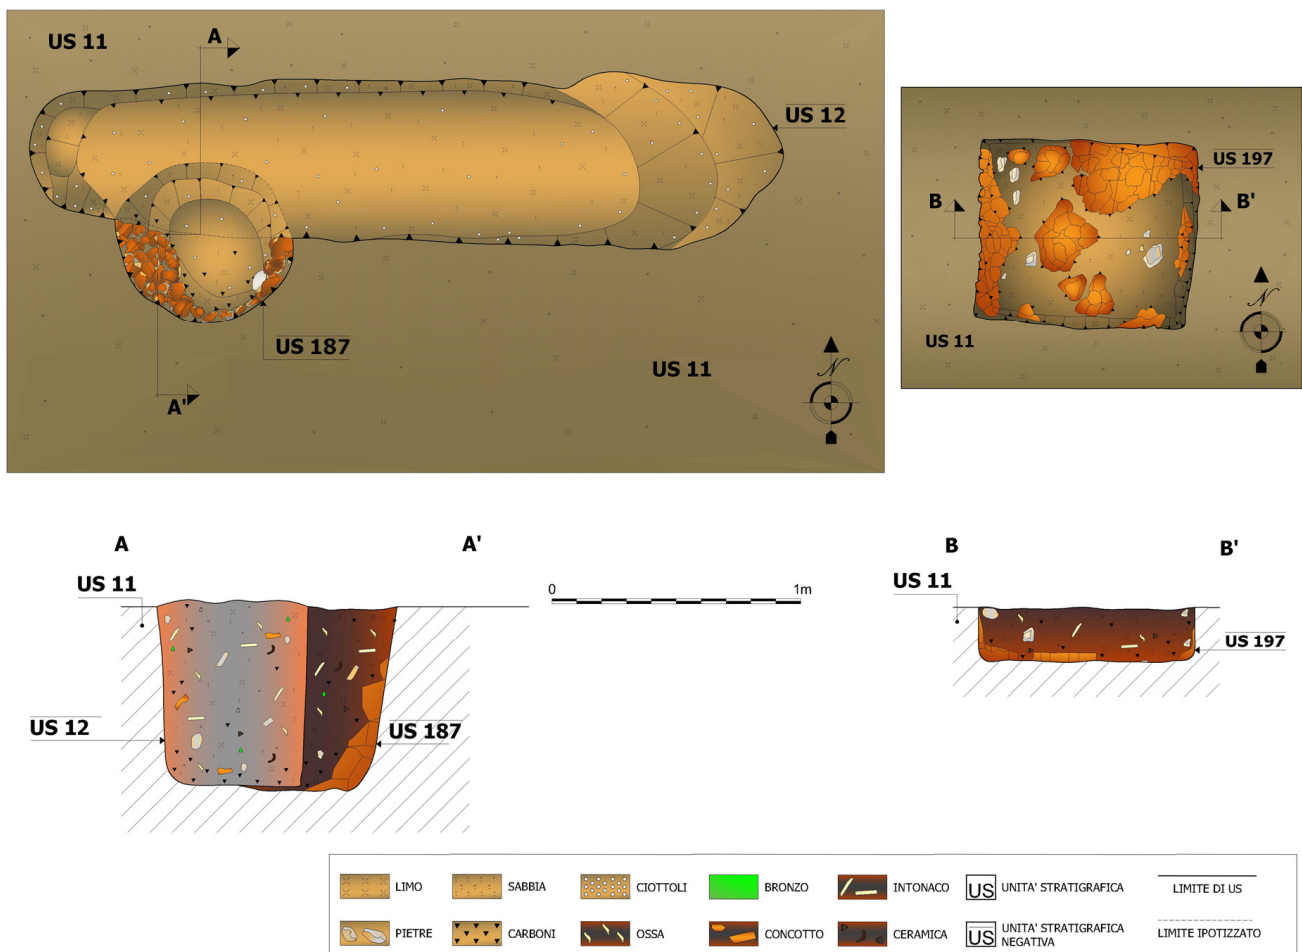 US 11
A
US 12
US 187
US 11
A'
N
US 197
B
B'
US 11
N
A
A'
US 11
US 12
US 187
0
1m
B
B'
US 11
US 197
LIMO
SABBIA
CIOTTOLI
BRONZO
INTONACO
US
UNITA' STRATIGRAFICA
LIMITE DI US
PIETRE
CARBONI
OSSA
CONCOTTO
CERAMICA
US
UNITA' STRATIGRAFICA
NEGATIVA
LIMITE IPOTIZZATO